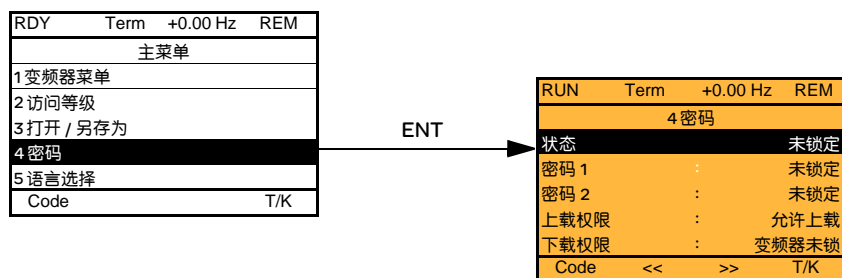 RDY Term +0.00 Hz REM
主菜单
1 变频器菜单
2 访问等级
3 打开 / 另存为
4 密码
5 语言选择
Code T/K
ENT
RUN Term +0.00 Hz REM
4 密码
状态 未锁定
密码 1 : 未锁定
密码 2 : 未锁定
上载权限 : 允许上载
下载权限 : 变频器未锁
Code << >> T/K